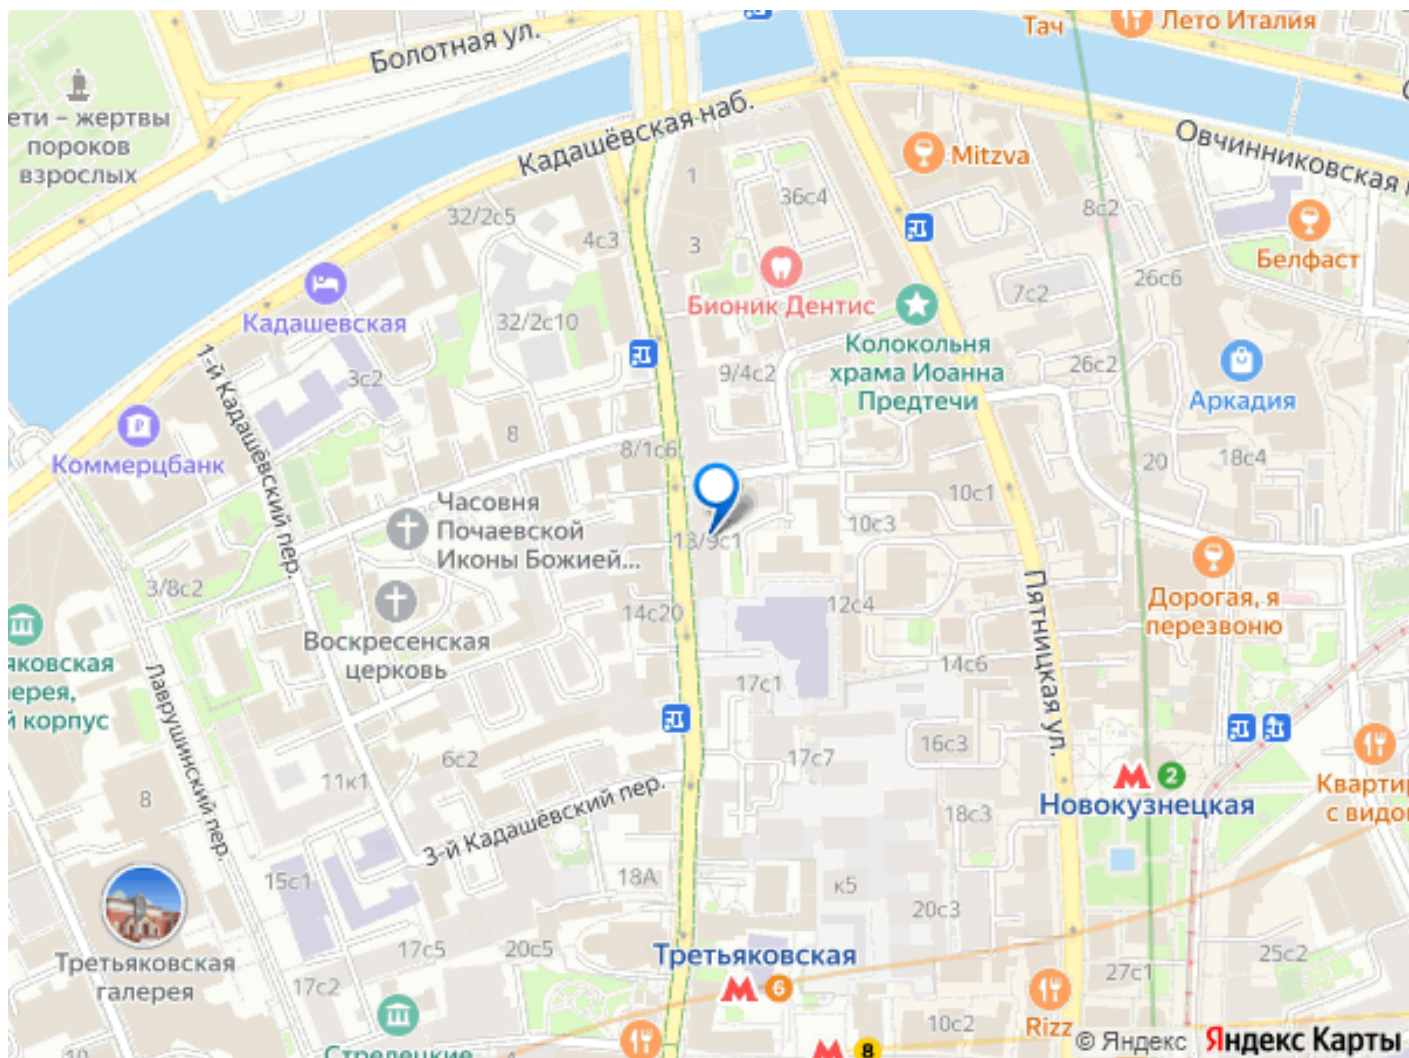 Тач
Лето Италия
Болотная ул.
ети – жертвы
пороков
взрослых
Кадашёвская наб.
Овчинниковская
Mitzva
1
36с4
8с2
32/2с5
4с3
3
Белфаст
Бионик Дентис
26с6
7с2
Кадашевская
32/2с10
Колокольня
храма Иоанна
Предтечи
1-й Кадашёвский пер.
3с2
9/4с2
26с2
Аркадия
Коммерцбанк
8
8/1с6
20
18с4
Часовня
Почаевской
Иконы Божией...
10с1
10с3
13/9с1
3/8с2
Воскресенская
церковь
14с20
12с4
Пятницкая ул.
Дорогая, я
перезвоню
яковская
ерея,
й корпус
Лаврушинский пер.
17с1
14с6
6с2
17с7
16с3
11к1
2
Новокузнецкая
Квартир
с видо
8
3-й Кадашёвский пер.
18с3
15с1
18А
к5
20с3
Третьяковская
галерея
17с5
20с5
Третьяковская
6
25с2
17с2
27с1
Rizz
10с2
8
Стрелецкие
© Яндекс
Яндекс Карты